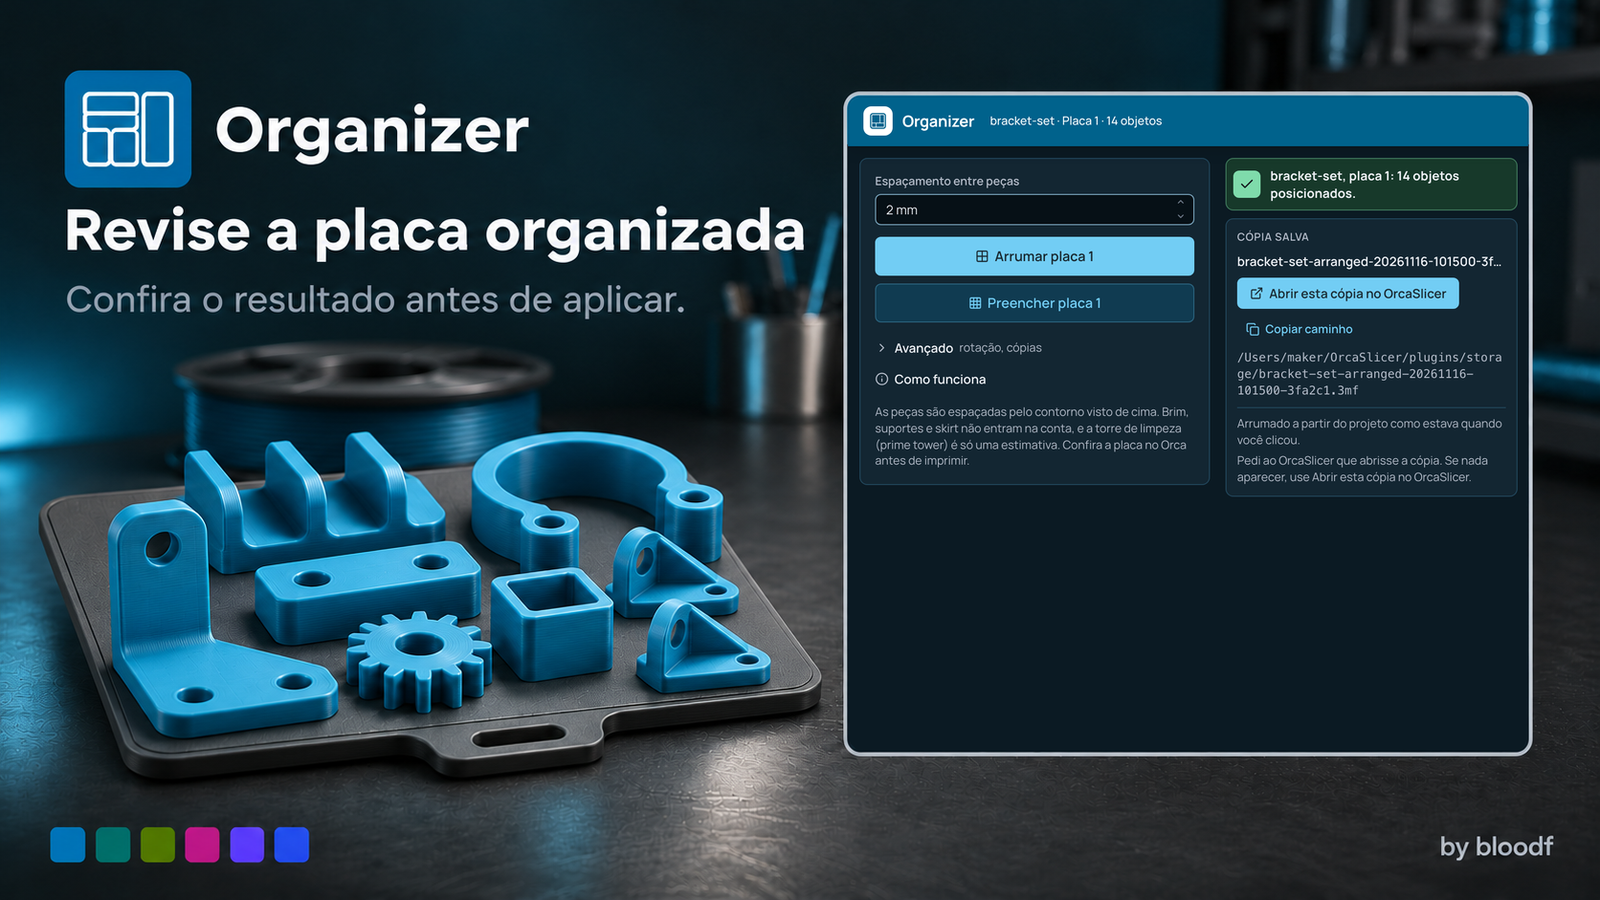 Organizer
Revise a placa organizada
Confira o resultado antes de aplicar.
Organizer
bracket-set · Placa 1 · 14 objetos
Espaçamento entre peças
2 mm
Arrumar placa 1
Preencher placa 1
Avançado rotação, cópias
Como funciona
As peças são espaçadas pelo contorno visto de cima. Brim,
suportes e skirt não entram na conta, e a torre de limpeza
(prime tower) é só uma estimativa. Confira a placa no Orca
antes de imprimir.
bracket-set, placa 1: 14 objetos
posicionados.
CÓPIA SALVA
bracket-set-arranged-20261116-101500-3f...
Abrir esta cópia no OrcaSlicer
Copiar caminho
/Users/maker/OrcaSlicer/plugins/stora
ge/bracket-set-arranged-20261116-
101500-3fa2c1.3mf
Arrumado a partir do projeto como estava quando
você clicou.
Pedi ao OrcaSlicer que abrisse a cópia. Se nada
aparecer, use Abrir esta cópia no OrcaSlicer.
by bloodf